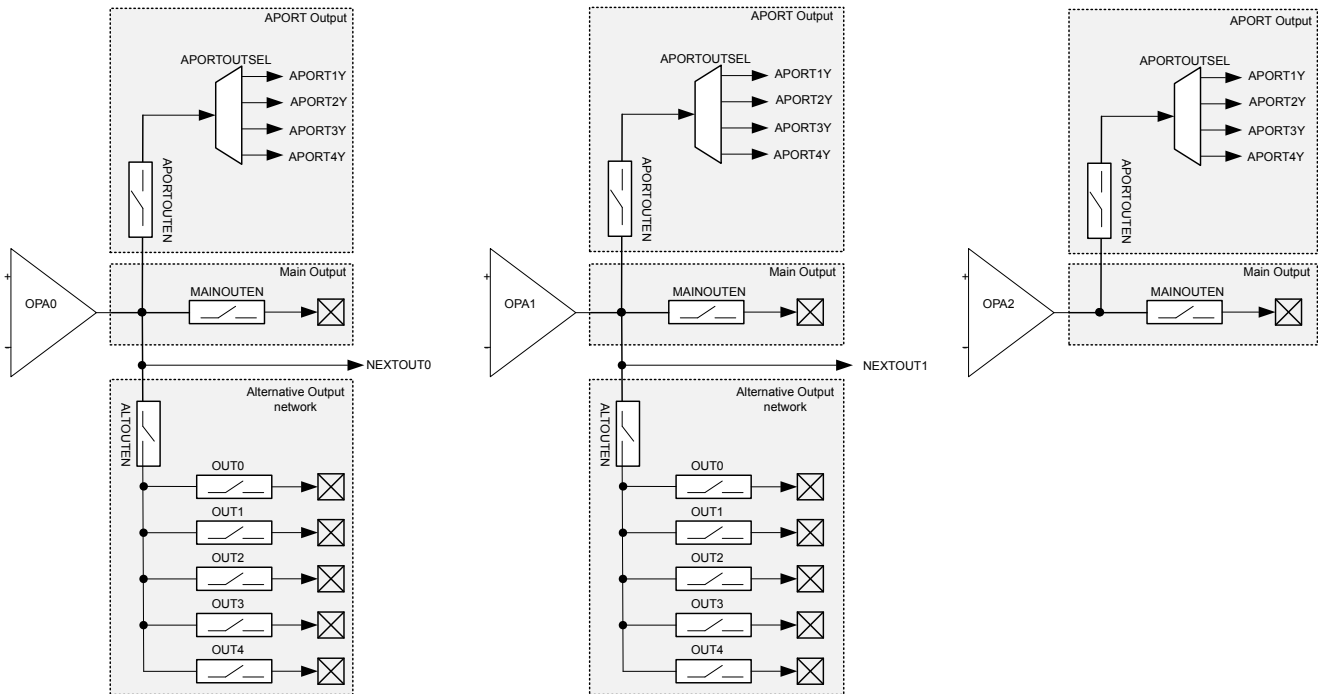 APORT Output
APORTOUTSEL
APORT1Y
APORT2Y
APORT3Y
APORT4Y
APORTOUTEN
Main Output
+
OPA0
-
MAINOUTEN
NEXTOUT0
Alternative Output
network
ALTOUTEN
OUT0
OUT1
OUT2
OUT3
OUT4
APORT Output
APORTOUTSEL
APORT1Y
APORT2Y
APORT3Y
APORT4Y
APORTOUTEN
Main Output
+
OPA1
-
MAINOUTEN
NEXTOUT1
Alternative Output
network
ALTOUTEN
OUT0
OUT1
OUT2
OUT3
OUT4
APORT Output
APORTOUTSEL
APORT1Y
APORT2Y
APORT3Y
APORT4Y
APORTOUTEN
Main Output
+
OPA2
-
MAINOUTEN